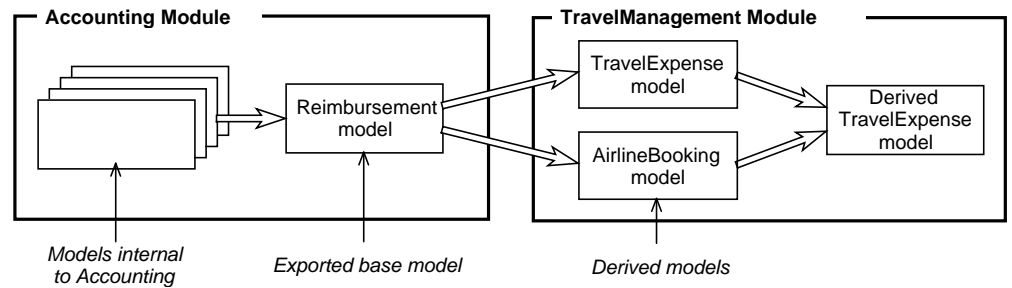 Accounting Module
TravelManagement Module
Reimbursement
model
TravelExpense
model
AirlineBooking
model
Derived
TravelExpense
model
Models internal
to Accounting
Exported base model
Derived models